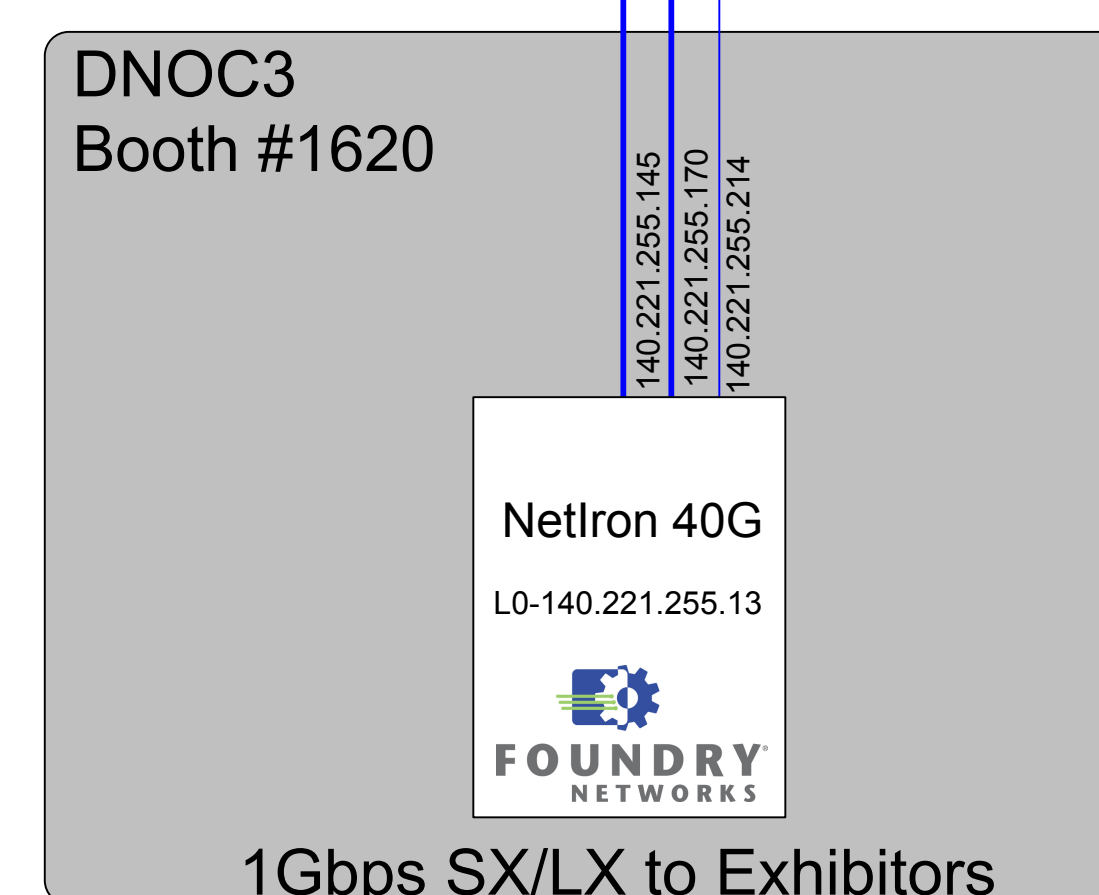 DNOC3
Booth #1620
140.221.255.145
140.221.255.170
140.221.255.214
NetIron 40G
L0-140.221.255.13
FOUNDRY®
NETWORKS
1Gbps SX/LX to Exhibitors